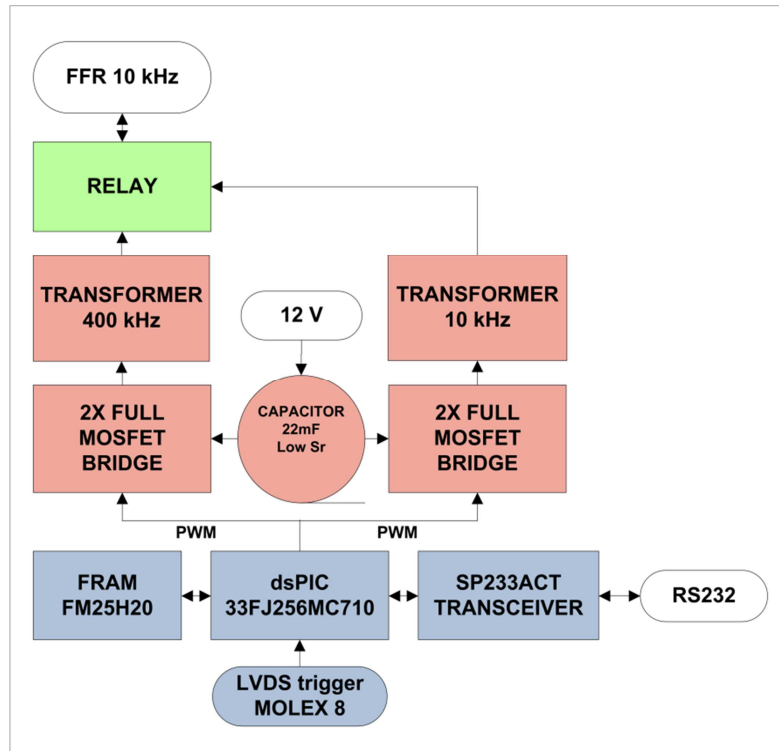 FFR 10 kHz
RELAY
TRANSFORMER
400 kHz
12 V
TRANSFORMER
10 kHz
2X FULL
MOSFET
BRIDGE
CAPACITOR
22mF
Low Sr
2X FULL
MOSFET
BRIDGE
PWM
PWM
FRAM
FM25H20
dsPIC
33FJ256MC710
SP233ACT
TRANSCEIVER
RS232
LVDS trigger
MOLEX 8